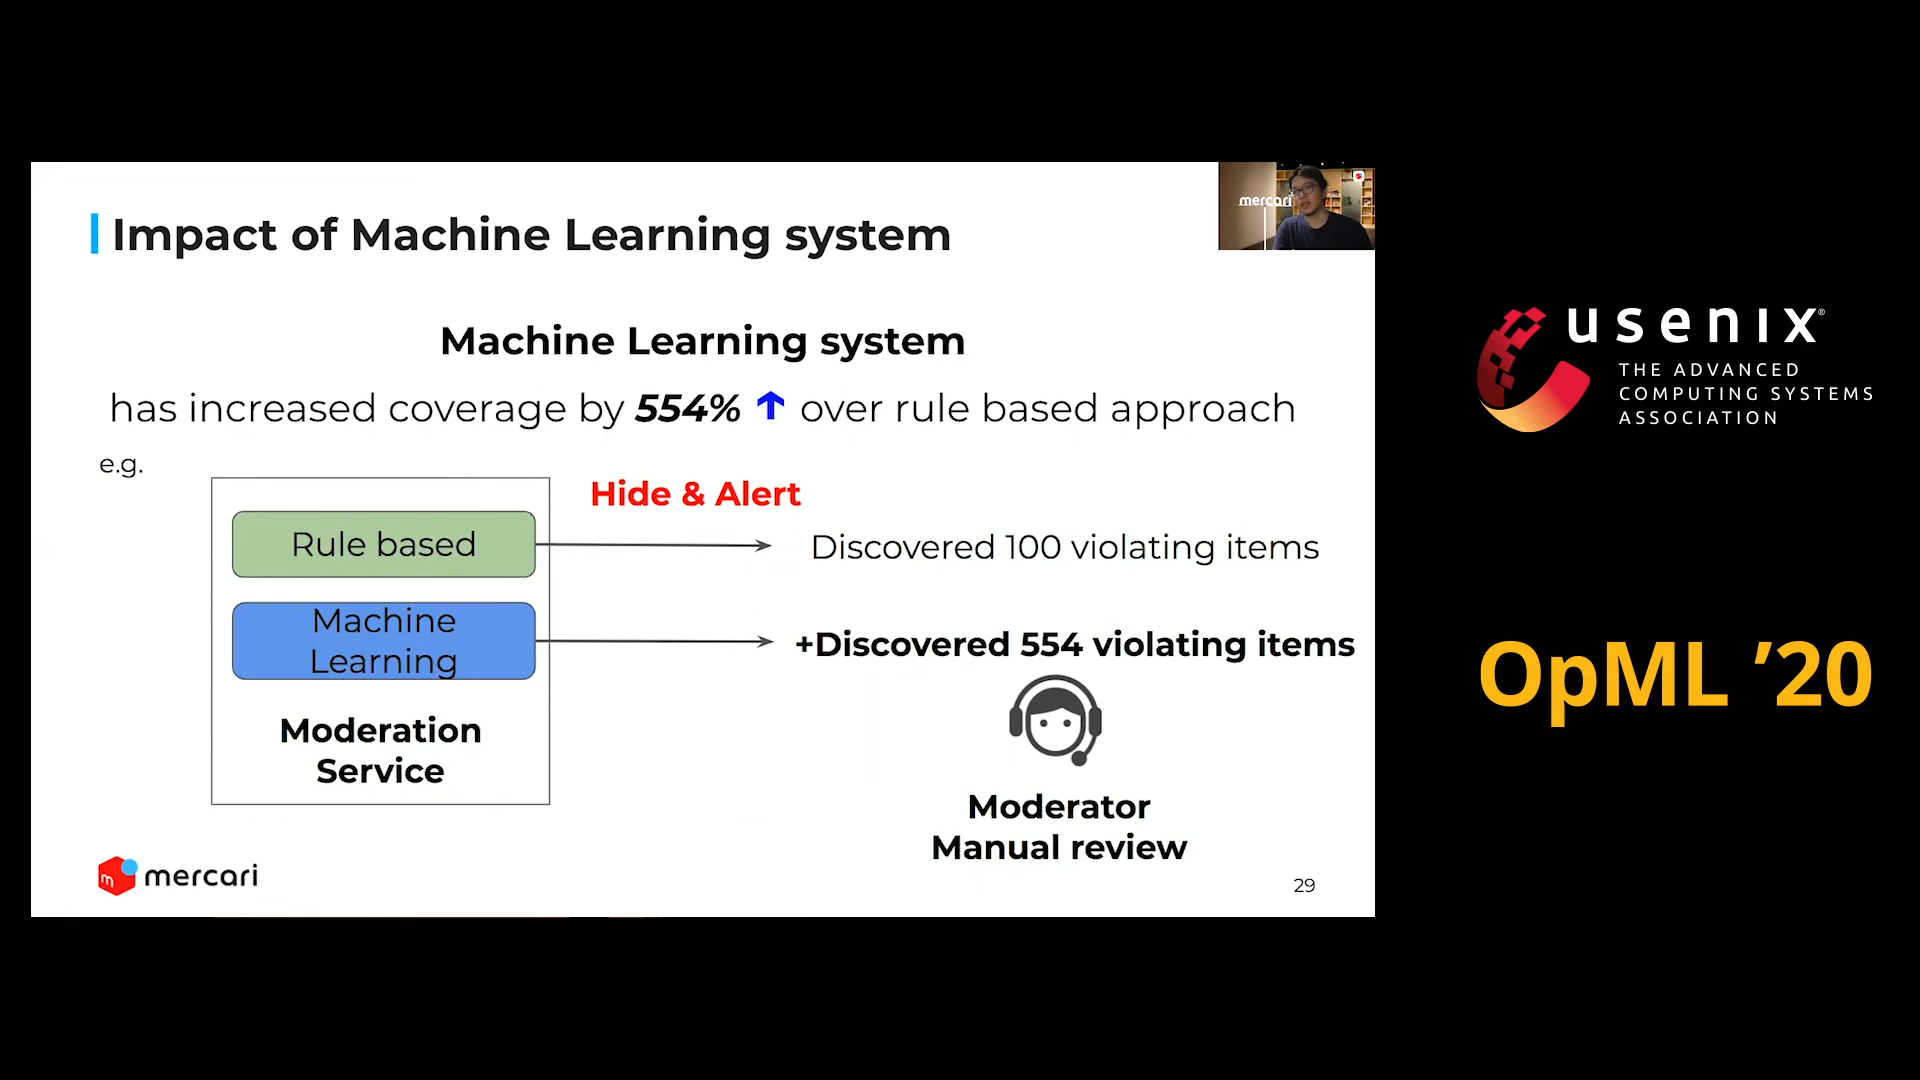 Impact of Machine Learning system
mercari
Machine Learning system
has increased coverage by 554% ↑ over rule based approach
e.g.
Hide & Alert
Rule based
Discovered 100 violating items
Machine
Learning
+Discovered 554 violating items
Moderation
Service
Moderator
Manual review
m mercari
29
usenix®
THE ADVANCED
COMPUTING SYSTEMS
ASSOCIATION
OpML ’20